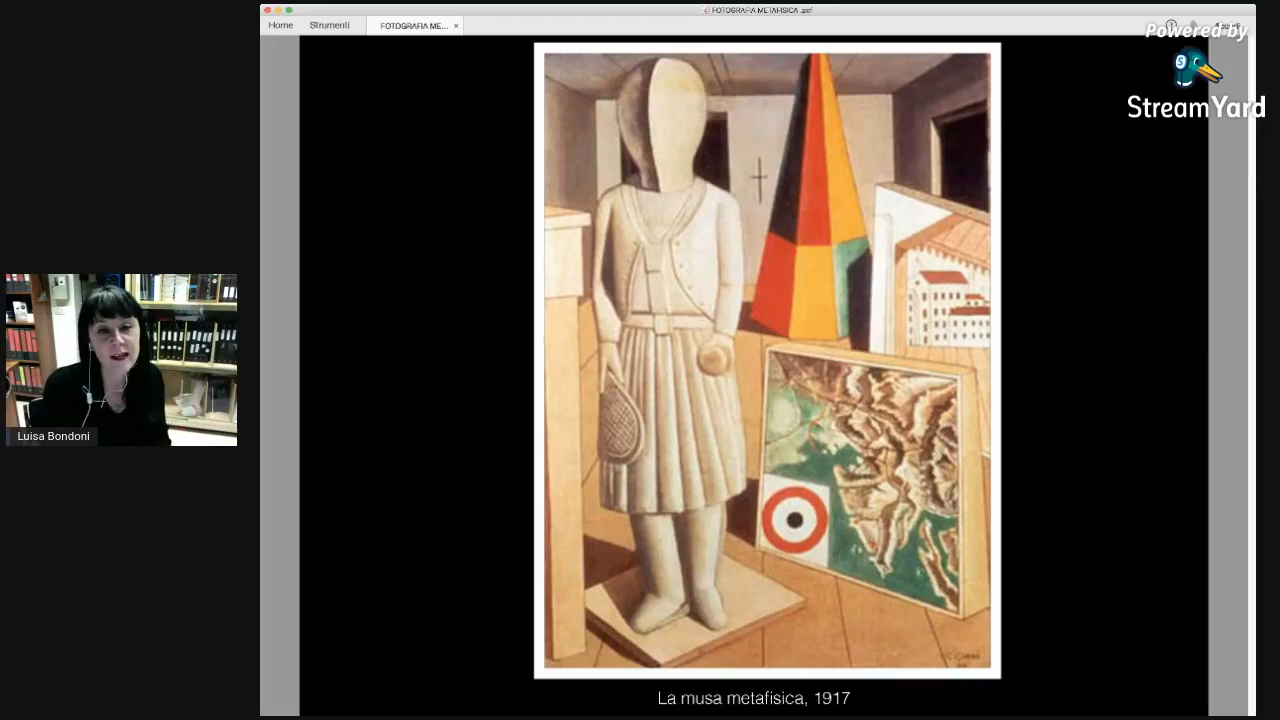 FOTOGRAFIA METAFISICA .pdf
Home
Strumenti
FOTOGRAFIA ME... ×
Powered by
StreamYard
Luisa Bondoni
La musa metafisica, 1917